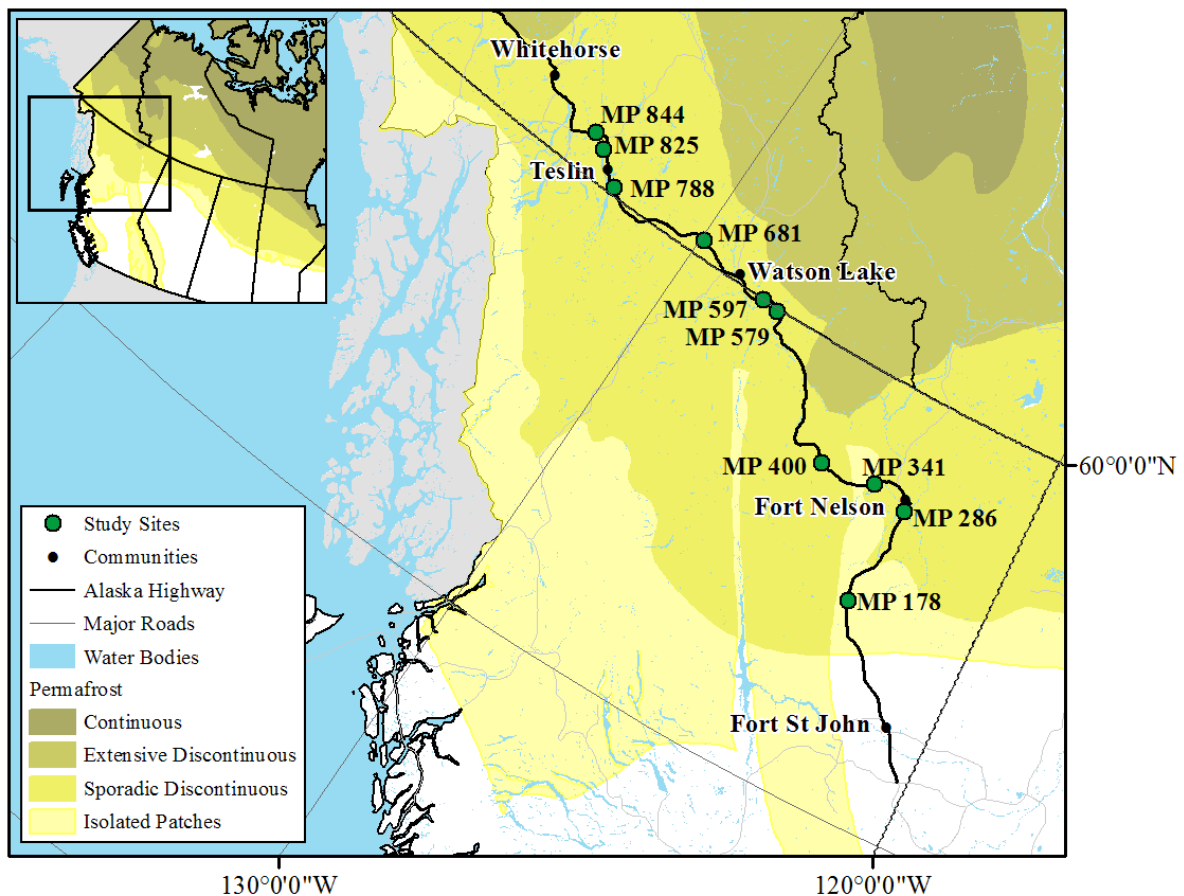 Whitehorse
MP 844
MP 825
Teslin
MP 788
MP 681
Watson Lake
MP 597
MP 579
MP 400
MP 341
60°0'0"N
Fort Nelson
MP 286
MP 178
Fort St John
Study Sites
Communities
Alaska Highway
Major Roads
Water Bodies
Permafrost
Continuous
Extensive Discontinuous
Sporadic Discontinuous
Isolated Patches
130°0'0"W
120°0'0"W